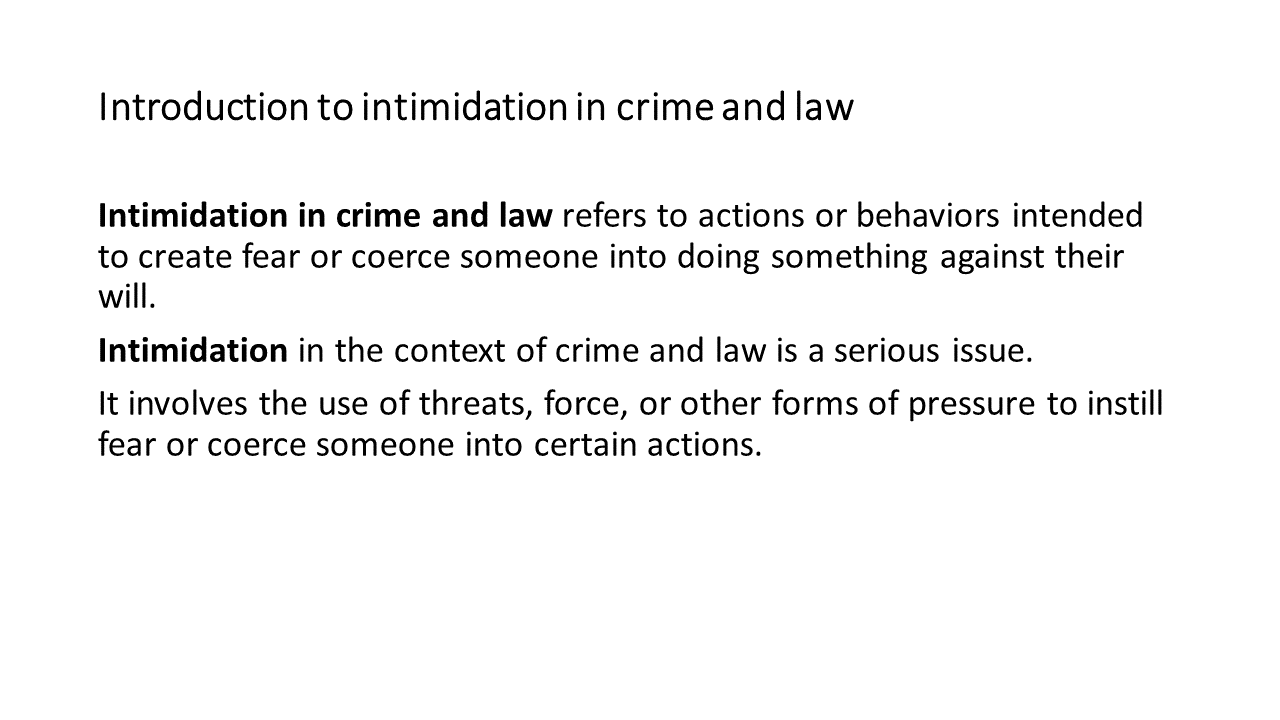 Introduction to intimidation in crime and law
Intimidation in crime and law refers to actions or behaviors intended
to create fear or coerce someone into doing something against their
will.
Intimidation in the context of crime and law is a serious issue.
It involves the use of threats, force, or other forms of pressure to instill
fear or coerce someone into certain actions.